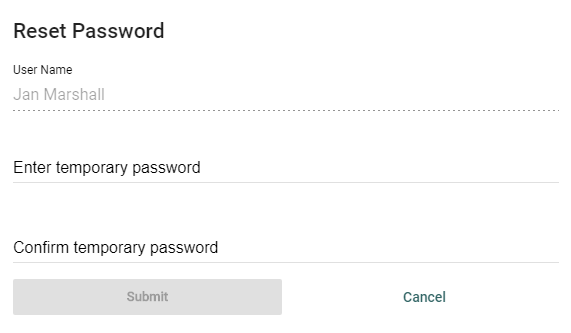 Reset Password
User Name
Jan Marshall
Enter temporary password
Confirm temporary password
Submit
Cancel